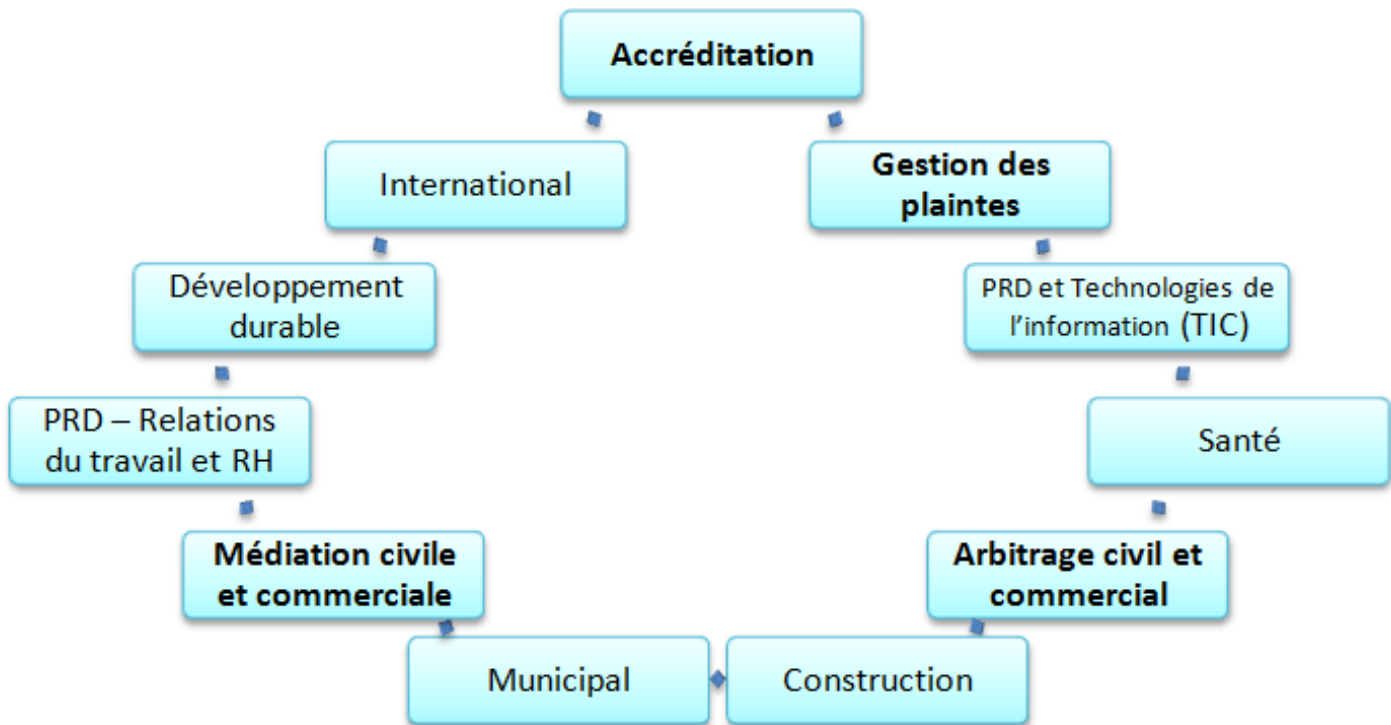 Accréditation
International
Gestion des
plaintes
Développement
durable
PRD et Technologies de
l'information (TIC)
PRD – Relations
du travail et RH
Santé
Médiation civile
et commerciale
Arbitrage civil et
commercial
Municipal
Construction